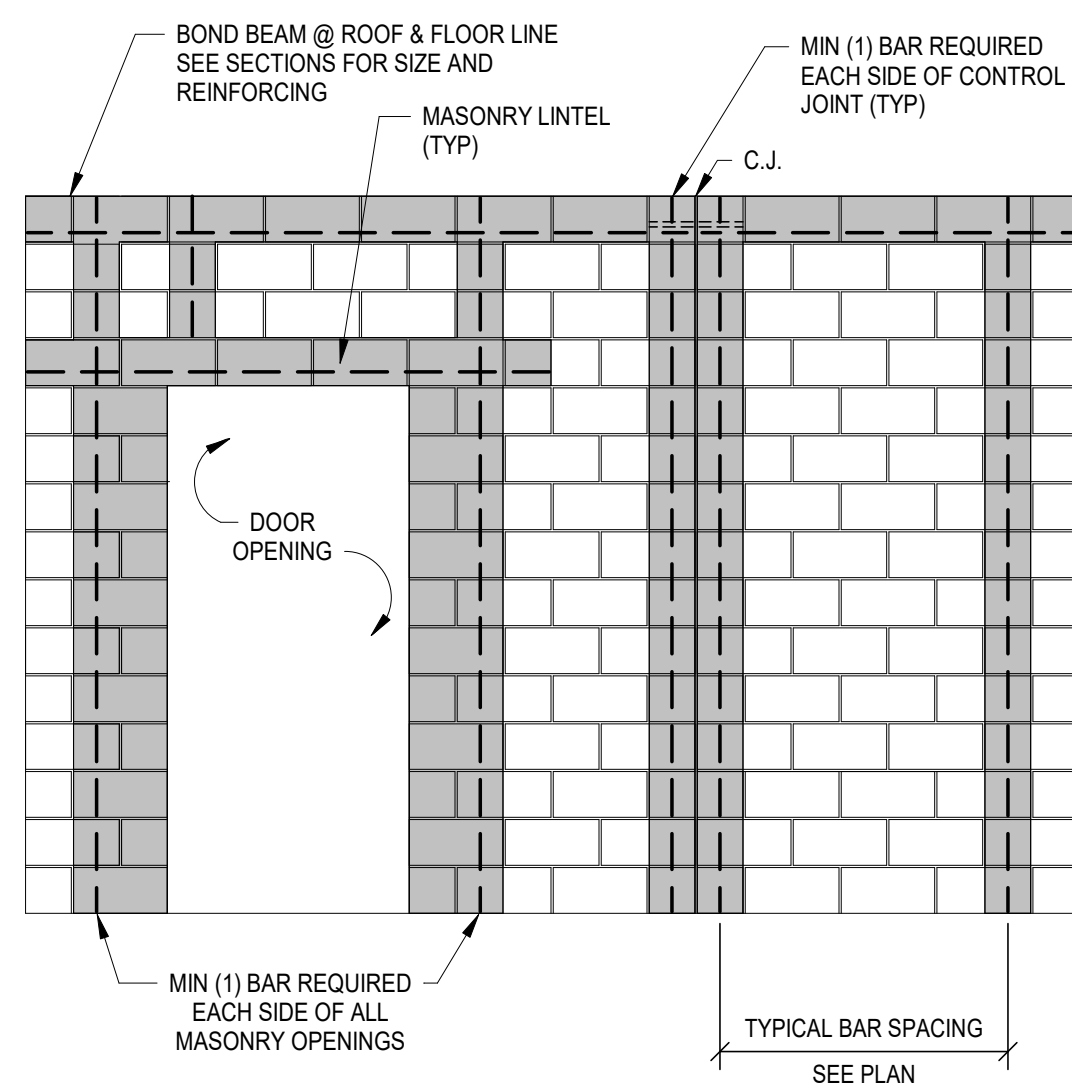 BOND BEAM @ ROOF & FLOOR LINE
SEE SECTIONS FOR SIZE AND
REINFORCING
MASONRY LINTEL
(TYP)
MIN (1) BAR REQUIRED
EACH SIDE OF CONTROL
JOINT (TYP)
C.J.
DOOR
OPENING
MIN (1) BAR REQUIRED
EACH SIDE OF ALL
MASONRY OPENINGS
TYPICAL BAR SPACING
SEE PLAN